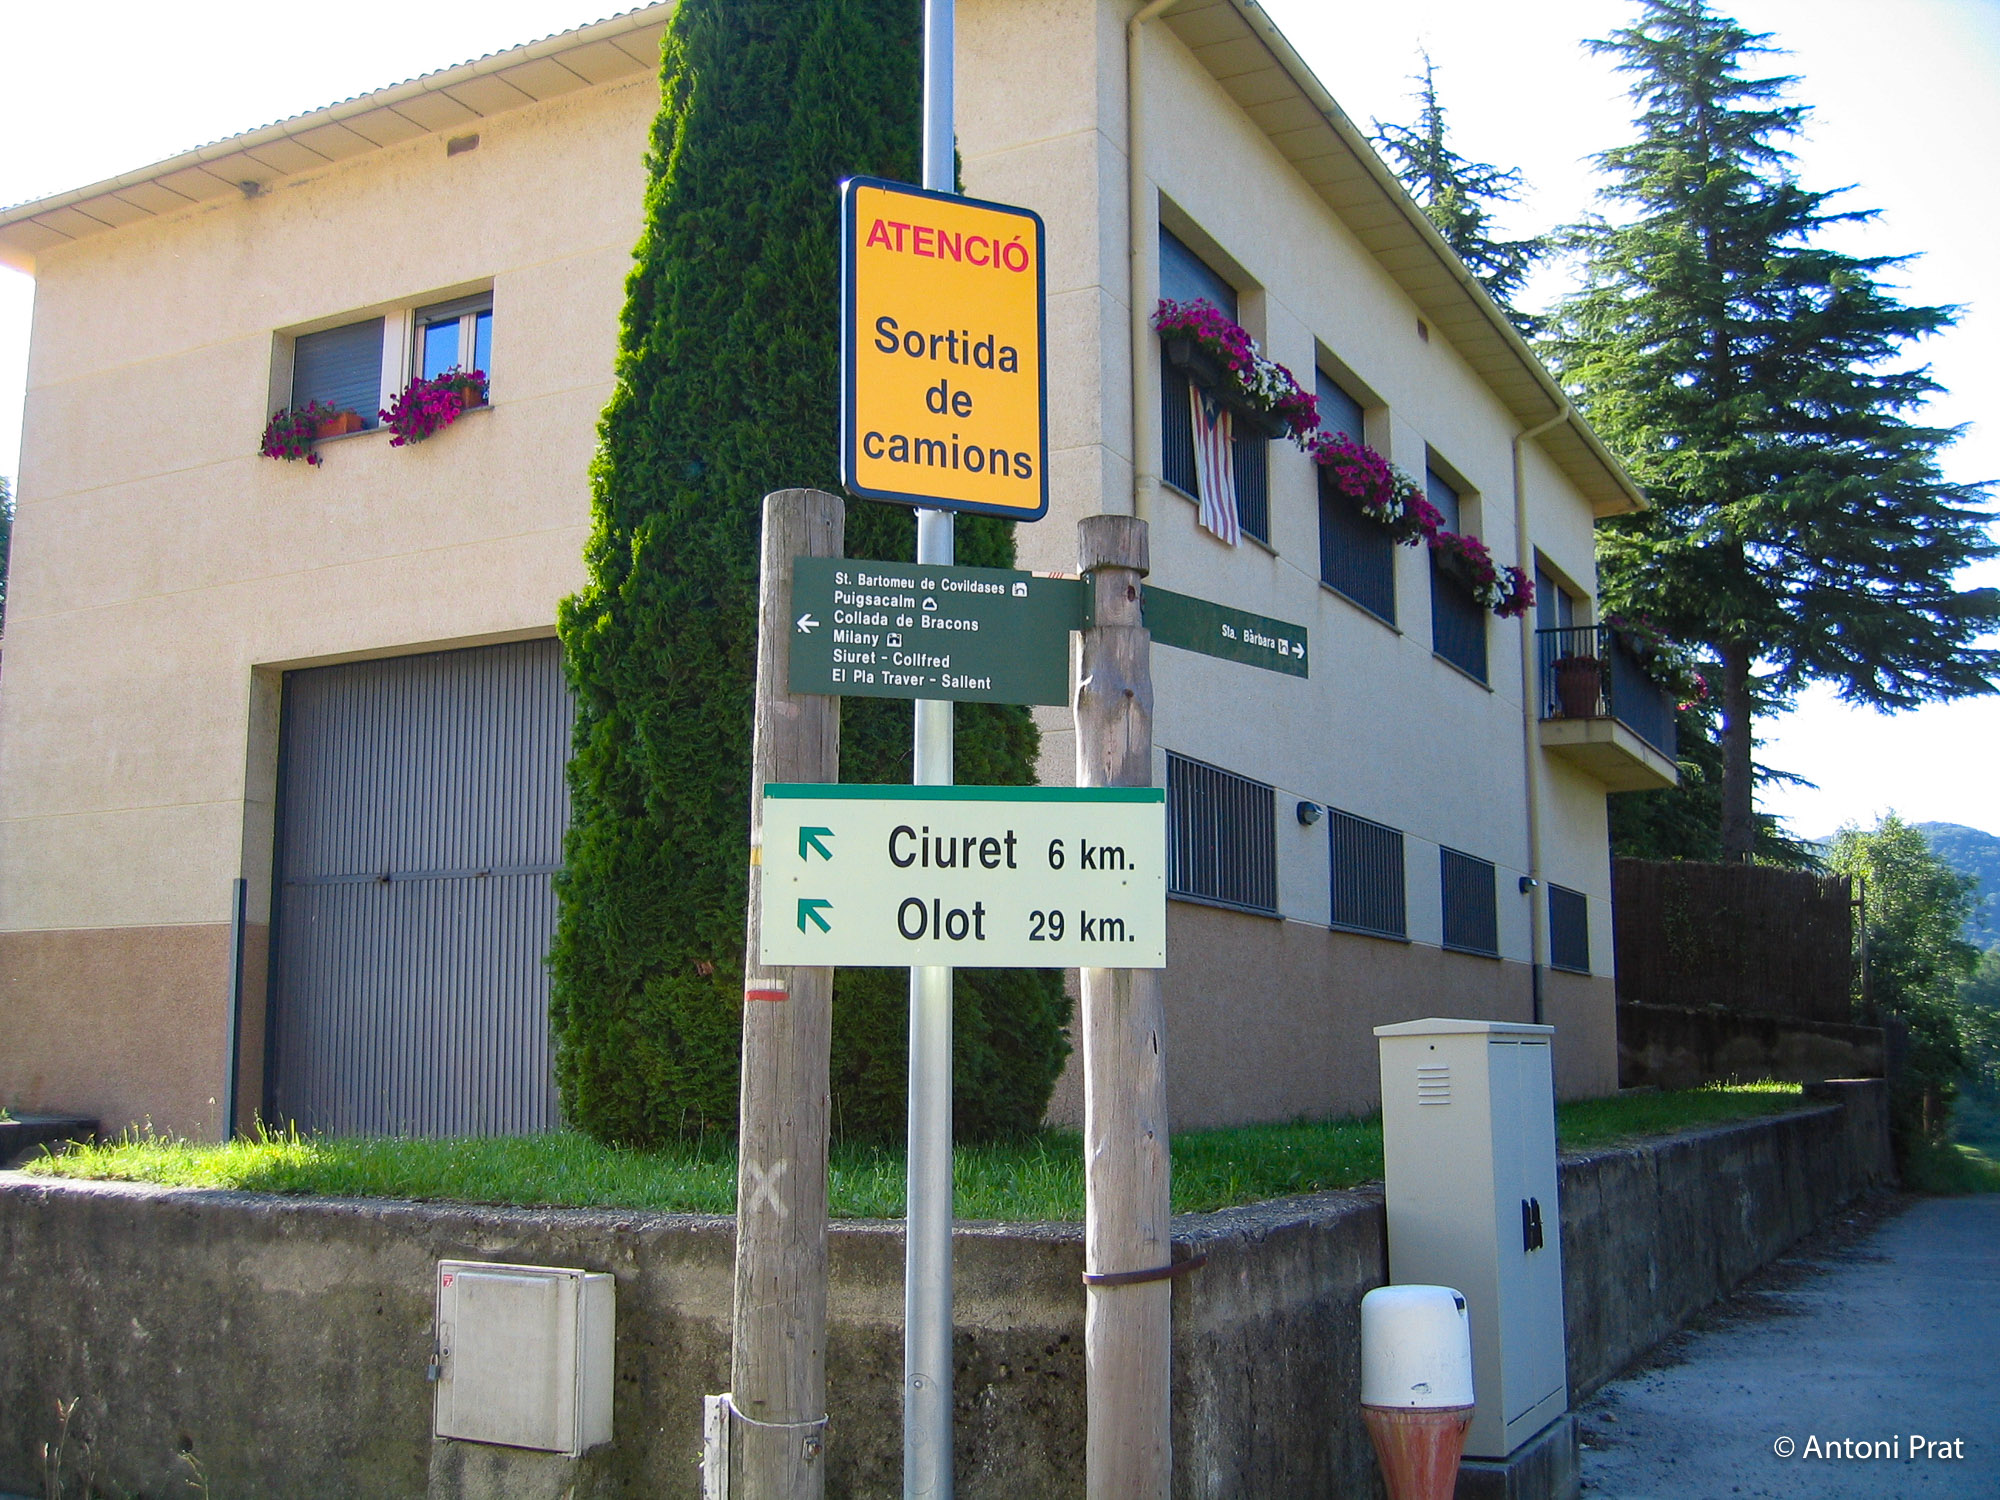 ATENCIÓ
Sortida
de
camions
St. Bartomeu de Covildases
Puigsacalm
Collada de Bracons
Milany
Siuret - Collfred
El Pla Traver - Sallent
Sta. Bàrbara
Ciuret 6 km.
Olot 29 km.
© Antoni Prat